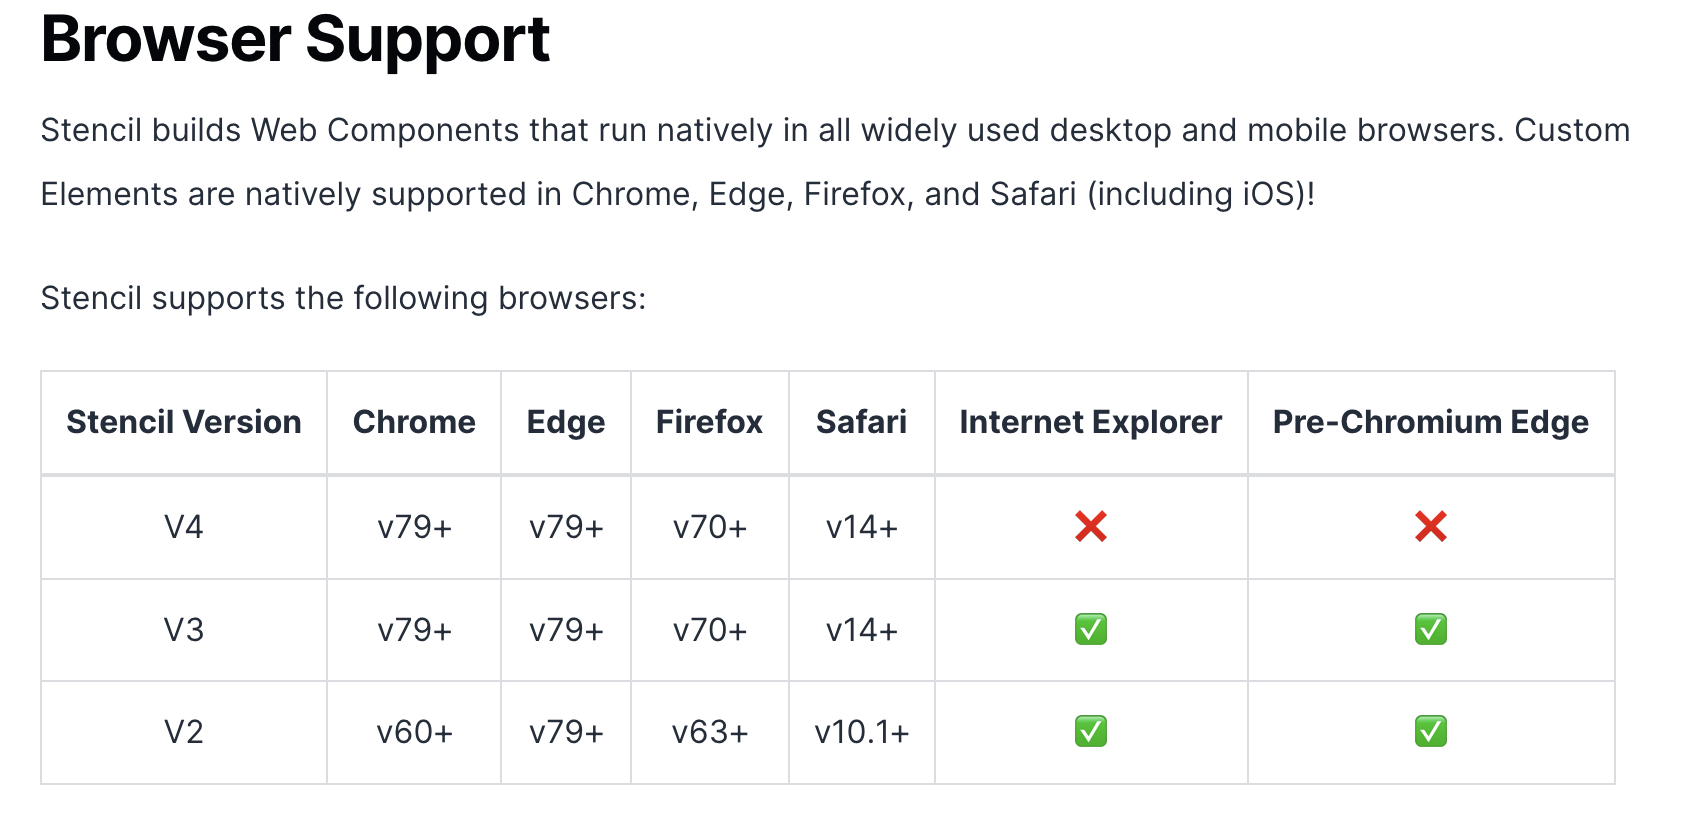 Browser Support
Stencil builds Web Components that run natively in all widely used desktop and mobile browsers. Custom
Elements are natively supported in Chrome, Edge, Firefox, and Safari (including iOS)!
Stencil supports the following browsers:
Stencil Version Chrome Edge Firefox Safari Internet Explorer Pre-Chromium Edge
V4 v79+ v79+ v70+ v14+ ❌ ❌
V3 v79+ v79+ v70+ v14+ ✅ ✅
V2 v60+ v79+ v63+ v10.1+ ✅ ✅